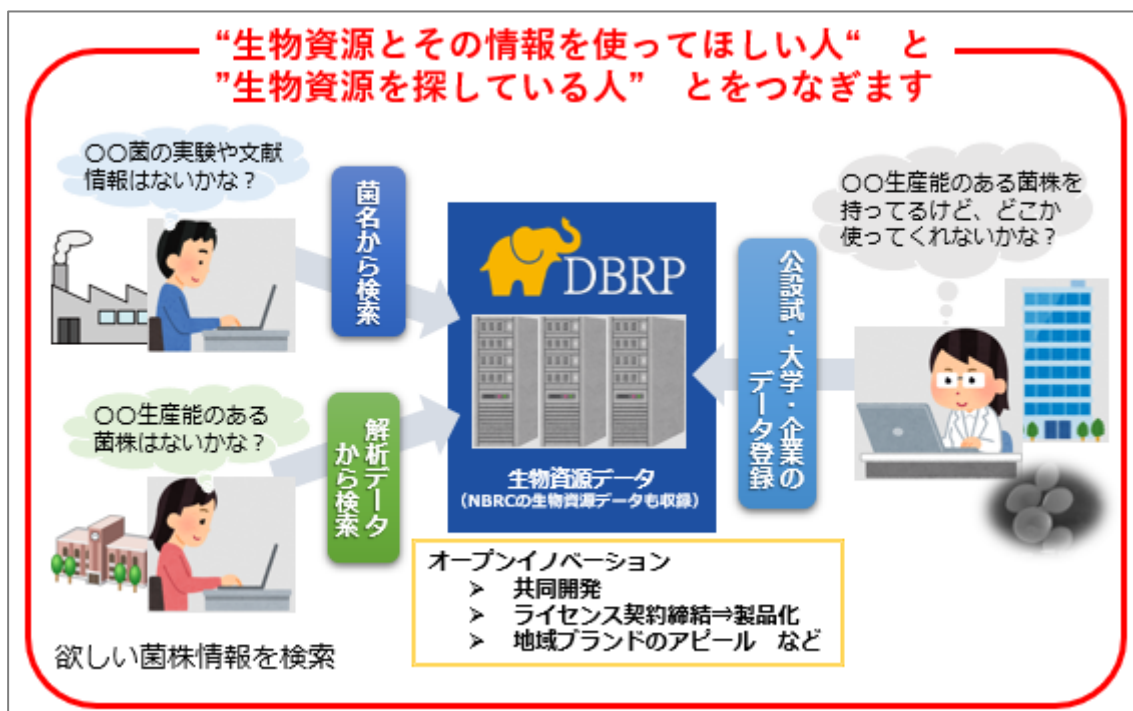 “生物資源とその情報を使ってほしい人“　と
”生物資源を探している人”　とをつなぎます
〇〇菌の実験や文献
情報はないかな？
菌名から検索
〇〇生産能のある
菌株はないかな？
解析データ
から検索
欲しい菌株情報を検索
DBRP
生物資源データ
（NBRCの生物資源データも収録）
公設試・大学・企業の
データ登録
〇〇生産能のある菌株を
持ってるけど、どこか
使ってくれないかな？
オープンイノベーション
➢ 共同開発
➢ ライセンス契約締結⇒製品化
➢ 地域ブランドのアピール　など